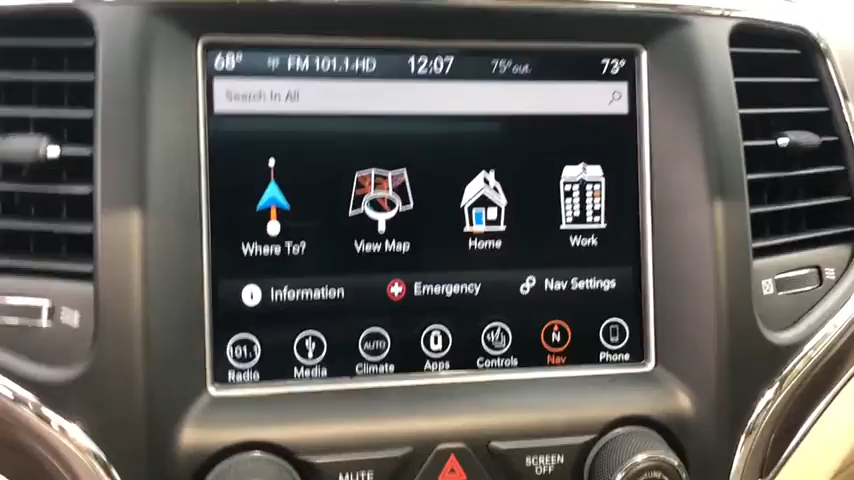 68° FM 101.1-HD 12:07 75° out. 73°
Search In All
Where To? View Map Home Work
Information Emergency Nav Settings
101.1 AUTO N
Radio Media Climate Apps Controls Nav Phone
MUTE SCREEN OFF